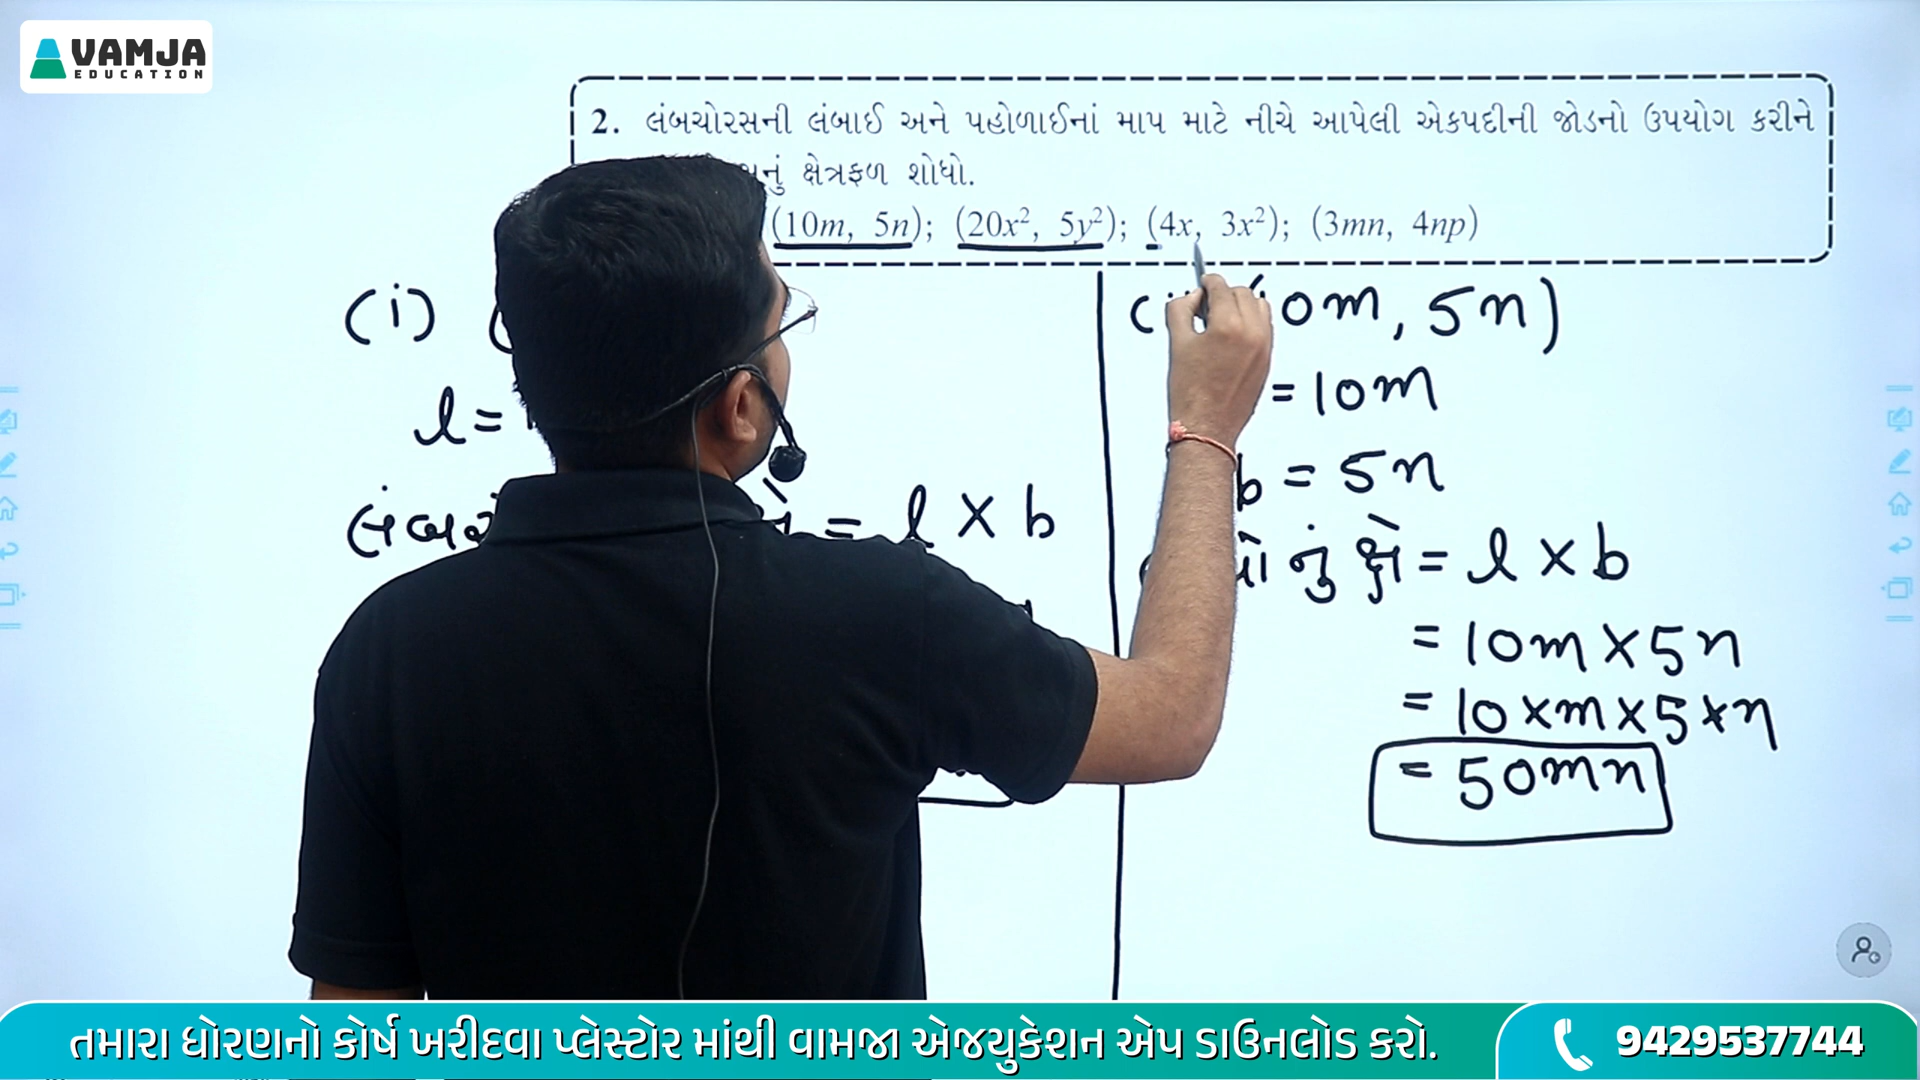 VAMJA
EDUCATION
2. લંબચોરસની લંબાઈ અને પહોળાઈનાં માપ માટે નીચે આપેલી એકપદીની જોડનો ઉપયોગ કરીને
ક્ષેત્રફળ શોધો.
(10m, 5n); (20x², 5y²); (4x, 3x²); (3mn, 4np)
(i)
l =
= l × b
0m, 5n)
= 10m
b = 5n
નું ક્ષે = l × b
= 10m × 5n
= 10 × m × 5 × n
= 50mn
તમારા ધોરણનો કોર્ષ ખરીદવા પ્લેસ્ટોર માંથી વામજા એજ્યુકેશન એપ ડાઉનલોડ કરો.
9429537744